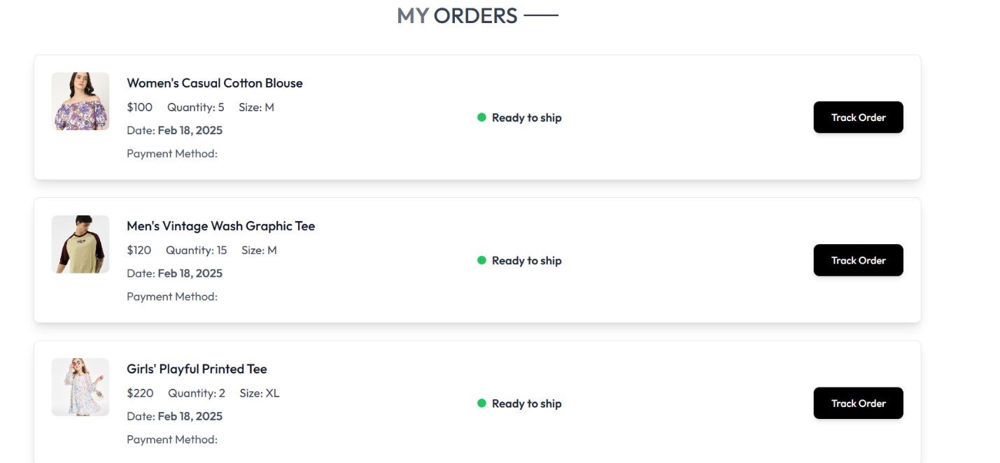 MY ORDERS
Women's Casual Cotton Blouse
$100 Quantity: 5 Size: M
Date: Feb 18, 2025
Payment Method:
Ready to ship
Track Order
Men's Vintage Wash Graphic Tee
$120 Quantity: 15 Size: M
Date: Feb 18, 2025
Payment Method:
Ready to ship
Track Order
Girls' Playful Printed Tee
$220 Quantity: 2 Size: XL
Date: Feb 18, 2025
Payment Method:
Ready to ship
Track Order